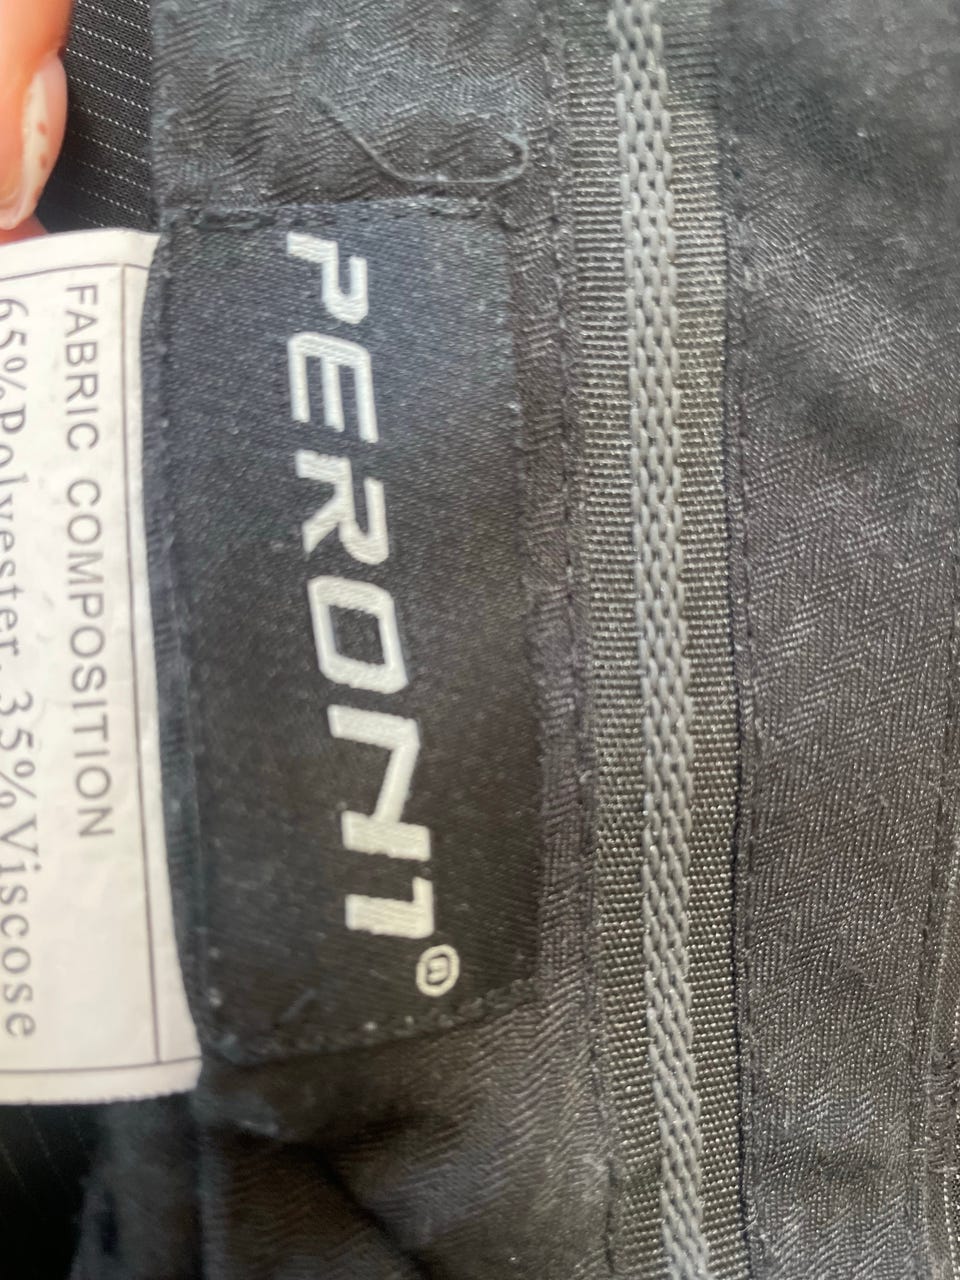 PERONI®
FABRIC COMPOSITION
65%Polyester.35%Viscose